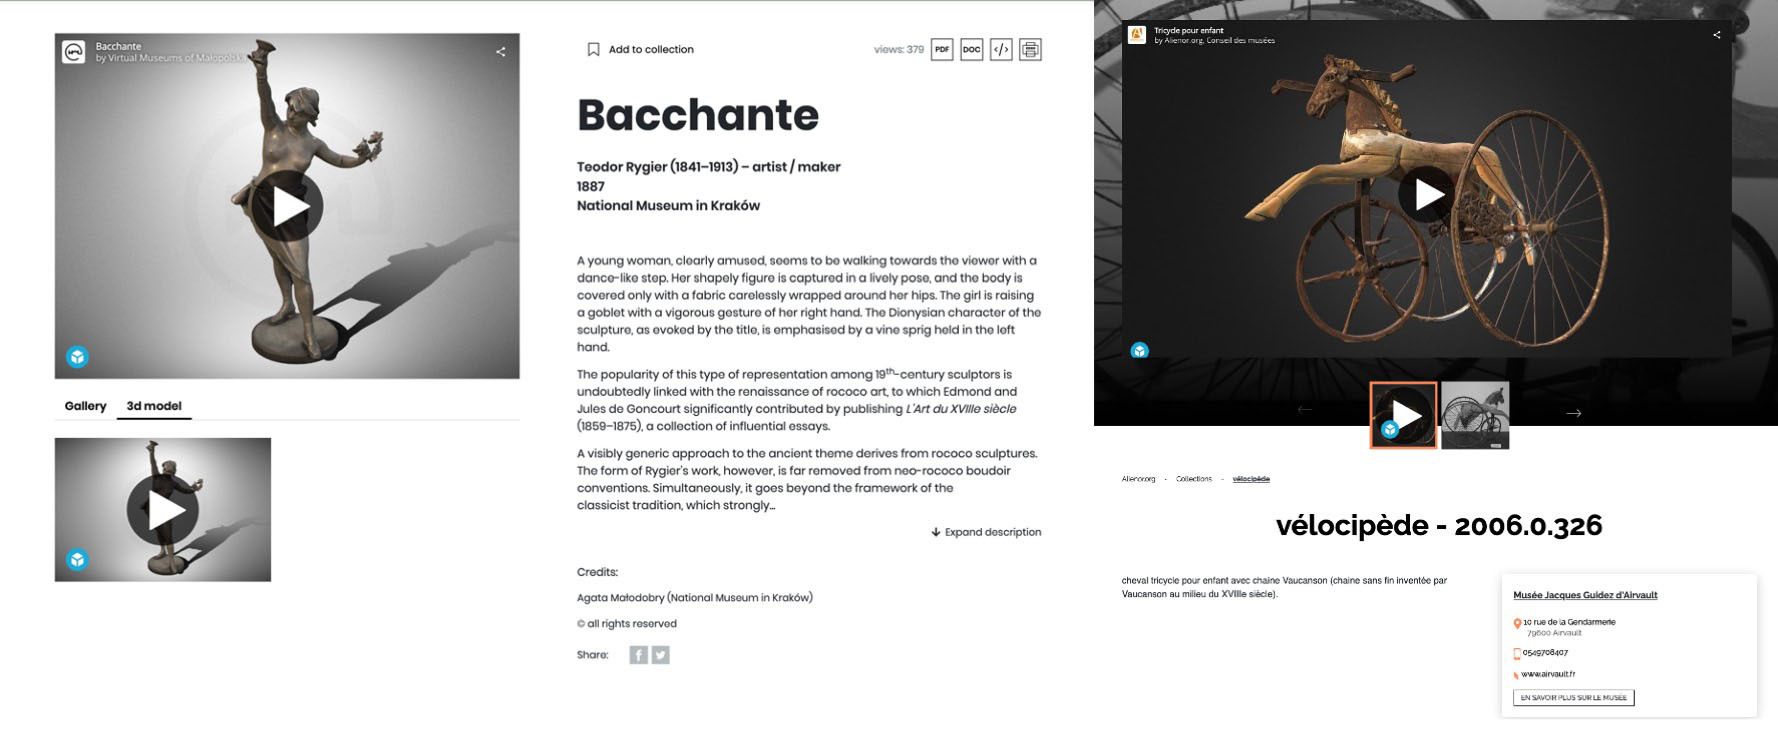 Bacchante
by Virtual Museums of Małopolska
Gallery
3d model
Add to collection
views: 379
PDF
DOC
</>
Bacchante
Teodor Rygier (1841–1913) – artist / maker
1887
National Museum in Kraków
A young woman, clearly amused, seems to be walking towards the viewer with a
dance-like step. Her shapely figure is captured in a lively pose, and the body is
covered only with a fabric carelessly wrapped around her hips. The girl is raising
a goblet with a vigorous gesture of her right hand. The Dionysian character of the
sculpture, as evoked by the title, is emphasised by a vine sprig held in the left
hand.
The popularity of this type of representation among 19th-century sculptors is
undoubtedly linked with the renaissance of rococo art, to which Edmond and
Jules de Goncourt significantly contributed by publishing L'Art du XVIIIe siècle
(1859–1875), a collection of influential essays.
A visibly generic approach to the ancient theme derives from rococo sculptures.
The form of Rygier's work, however, is far removed from neo-rococo boudoir
conventions. Simultaneously, it goes beyond the framework of the
classicist tradition, which strongly...
Expand description
Credits:
Agata Małodobry (National Museum in Kraków)
© all rights reserved
Share:
Tricycle pour enfant
by Alienor.org, Conseil des musées
Alienor.org - Collections - vélocipède
vélocipède - 2006.0.326
cheval tricycle pour enfant avec chaine Vaucanson (chaine sans fin inventée par
Vaucanson au milieu du XVIIIe siècle).
Musée Jacques Guidez d'Airvault
10 rue de la Gendarmerie
79600 Airvault
0549708407
www.airvault.fr
EN SAVOIR PLUS SUR LE MUSÉE